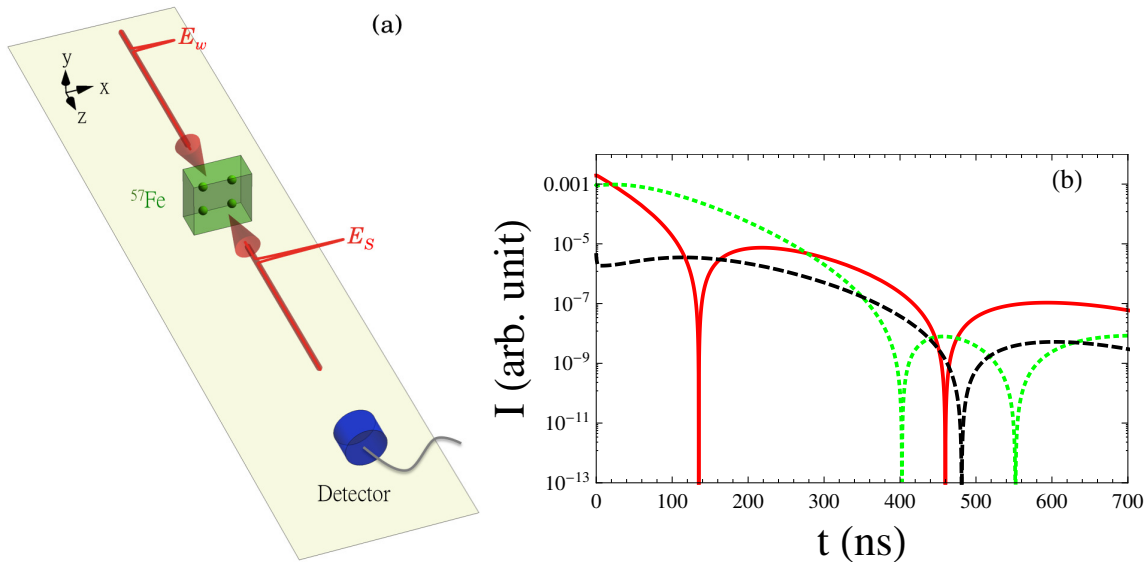 (a)
E_w
y
x
z
⁵⁷Fe
E_S
Detector
(b)
I (arb. unit)
0.001
10⁻⁵
10⁻⁷
10⁻⁹
10⁻¹¹
10⁻¹³
0 100 200 300 400 500 600 700
t (ns)